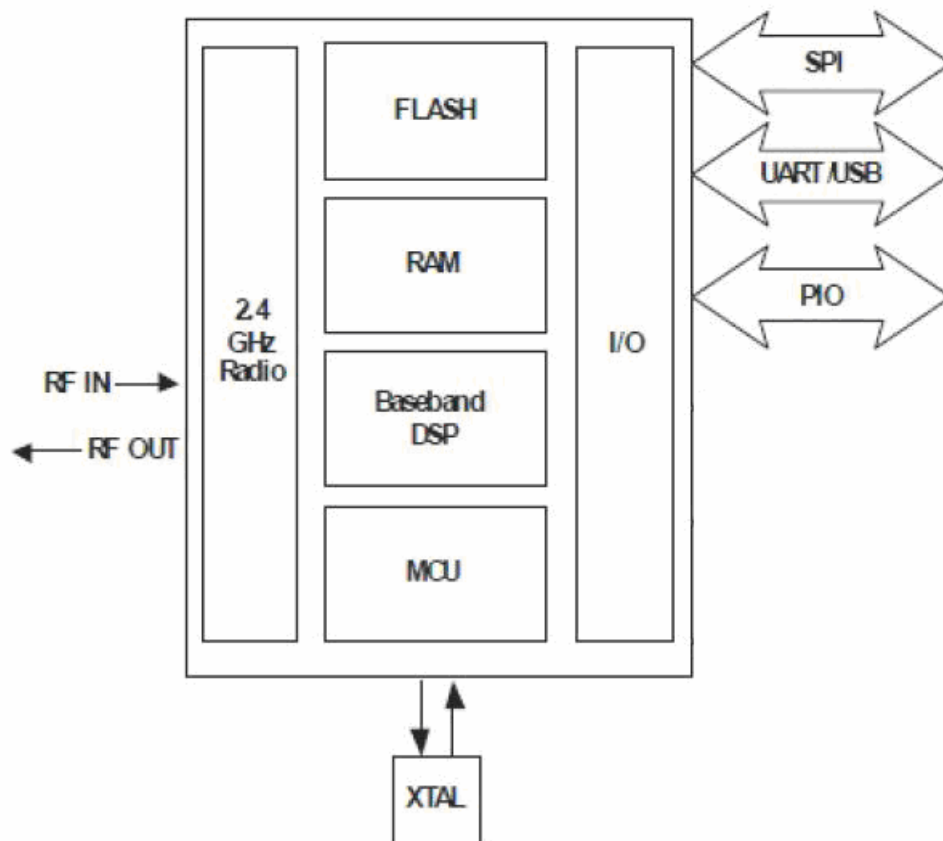 FLASH
SPI
UART/USB
RAM
PIO
2.4
GHz
Radio
I/O
RF IN
Baseband
DSP
RF OUT
MCU
XTAL